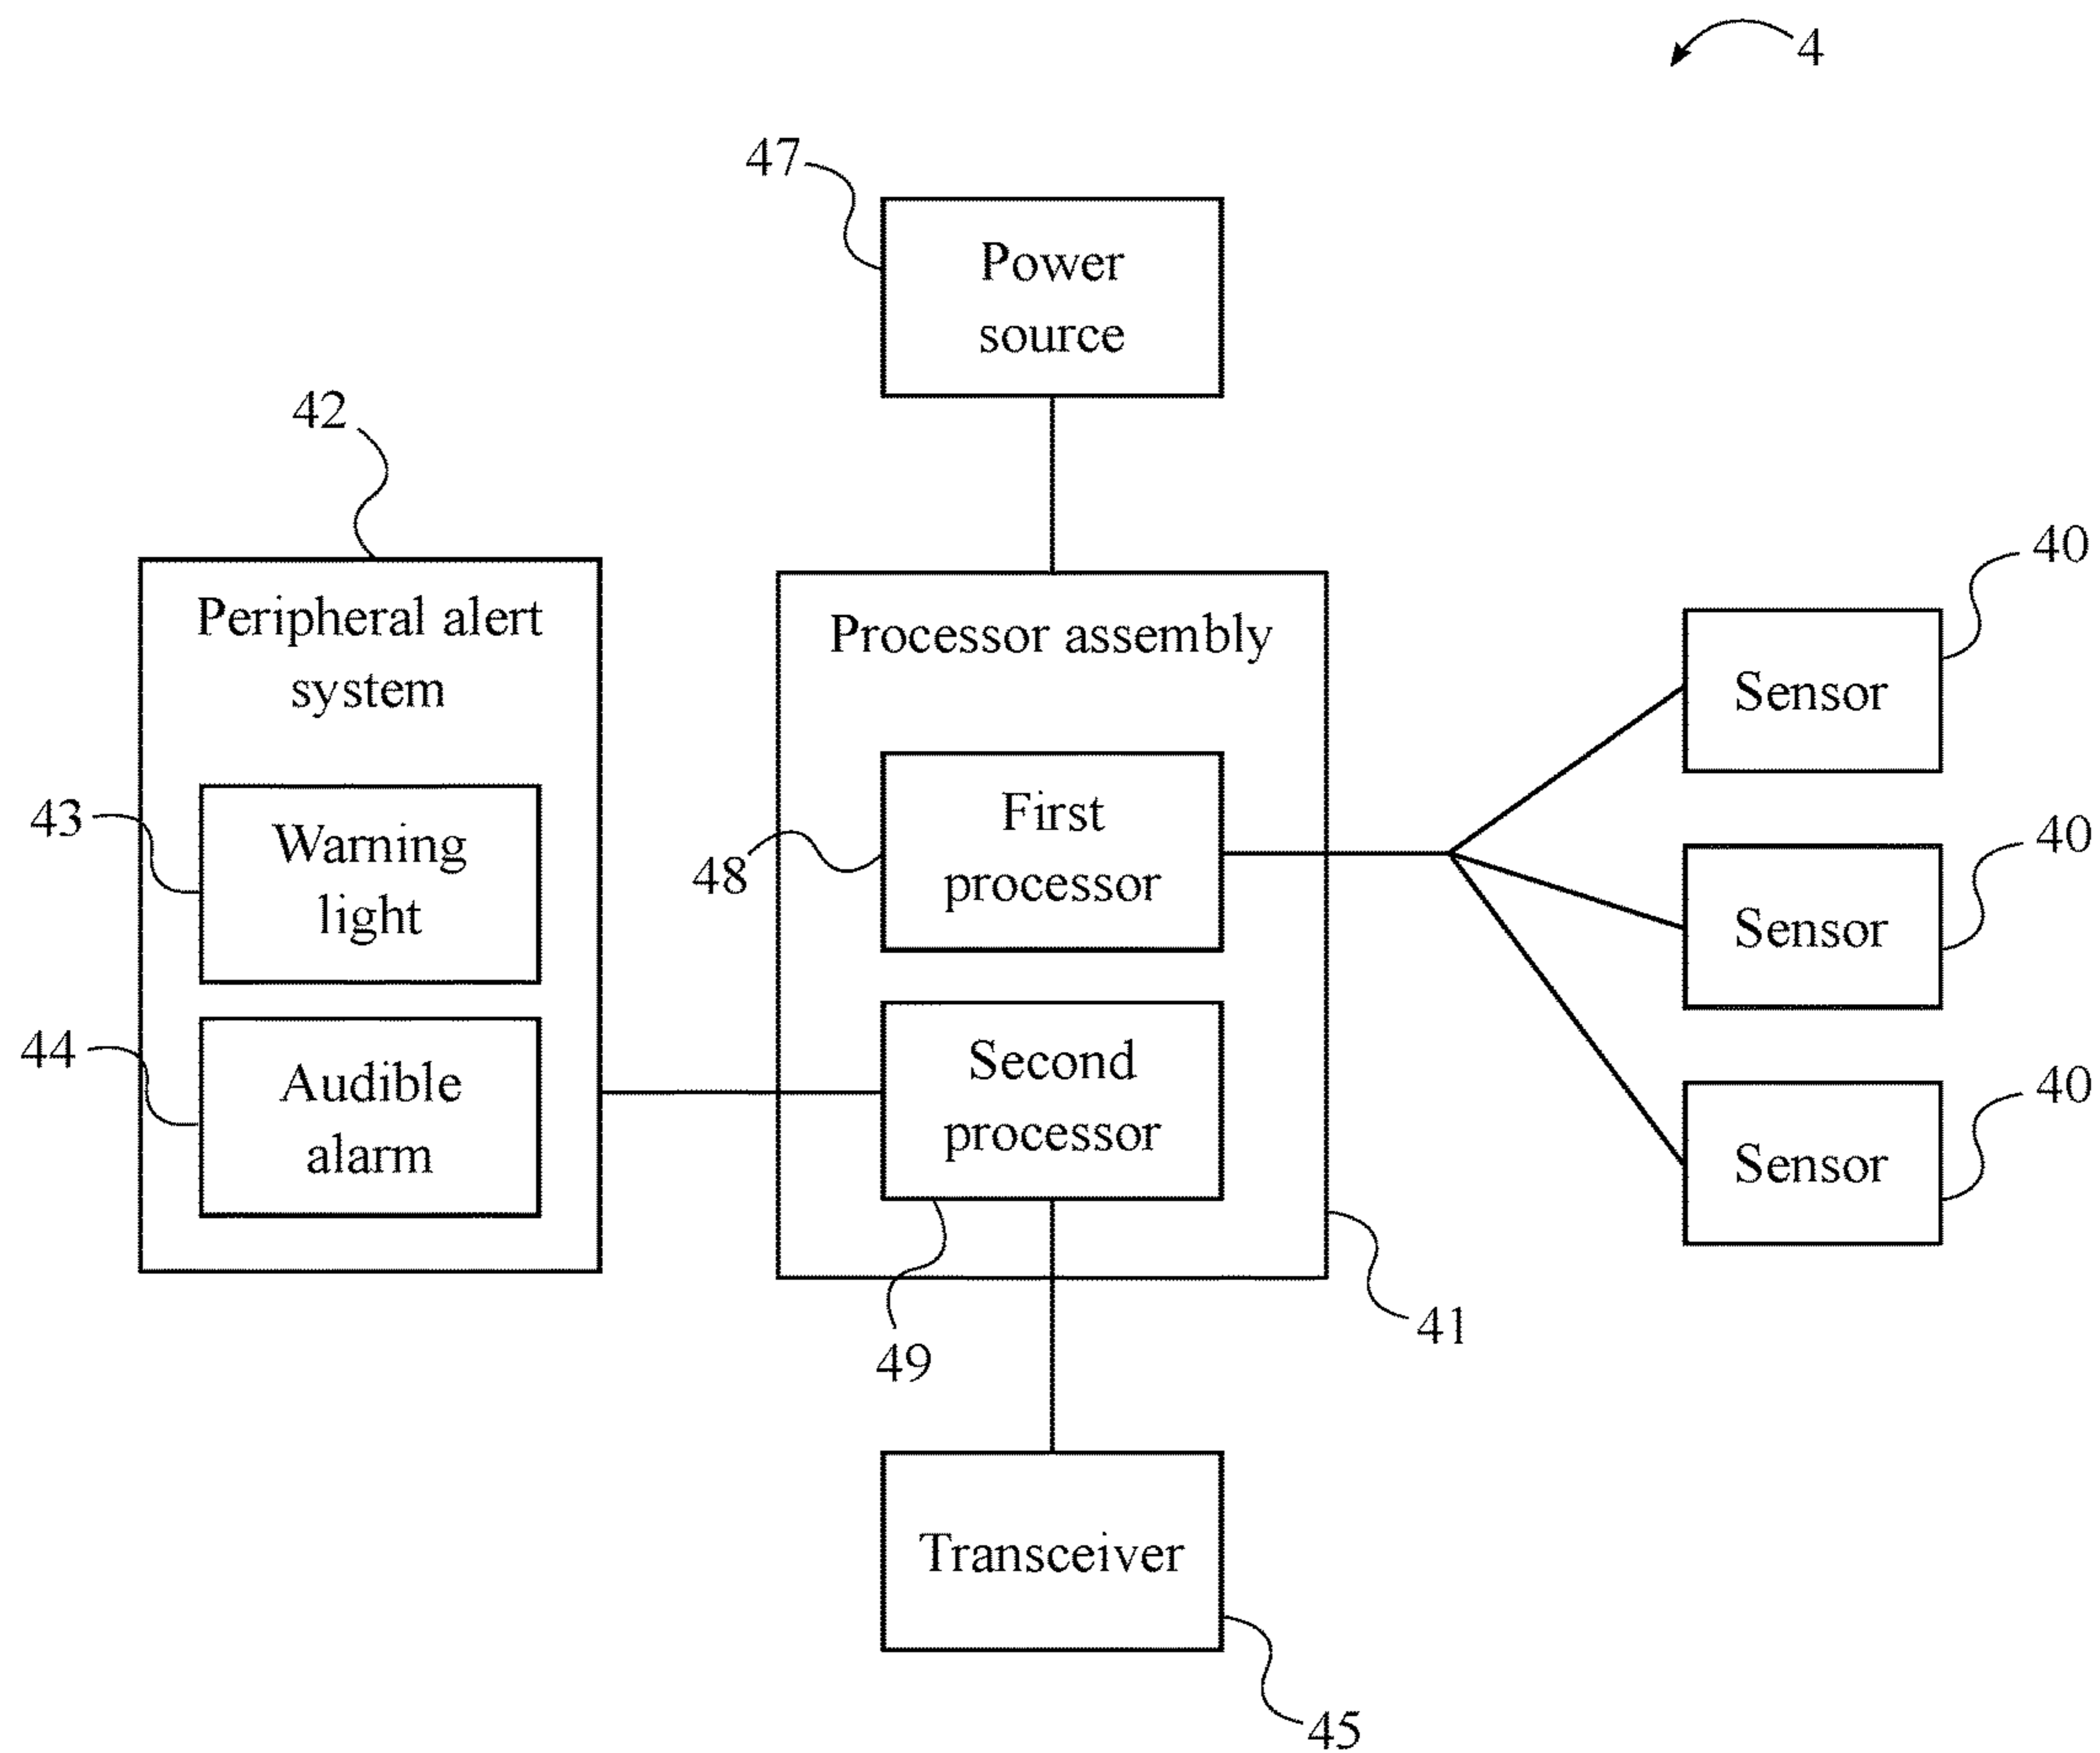 4
47
Power
source
42
Peripheral alert
system
43
Warning
light
44
Audible
alarm
Processor assembly
48
First
processor
Second
processor
49
41
40
Sensor
40
Sensor
40
Sensor
Transceiver
45